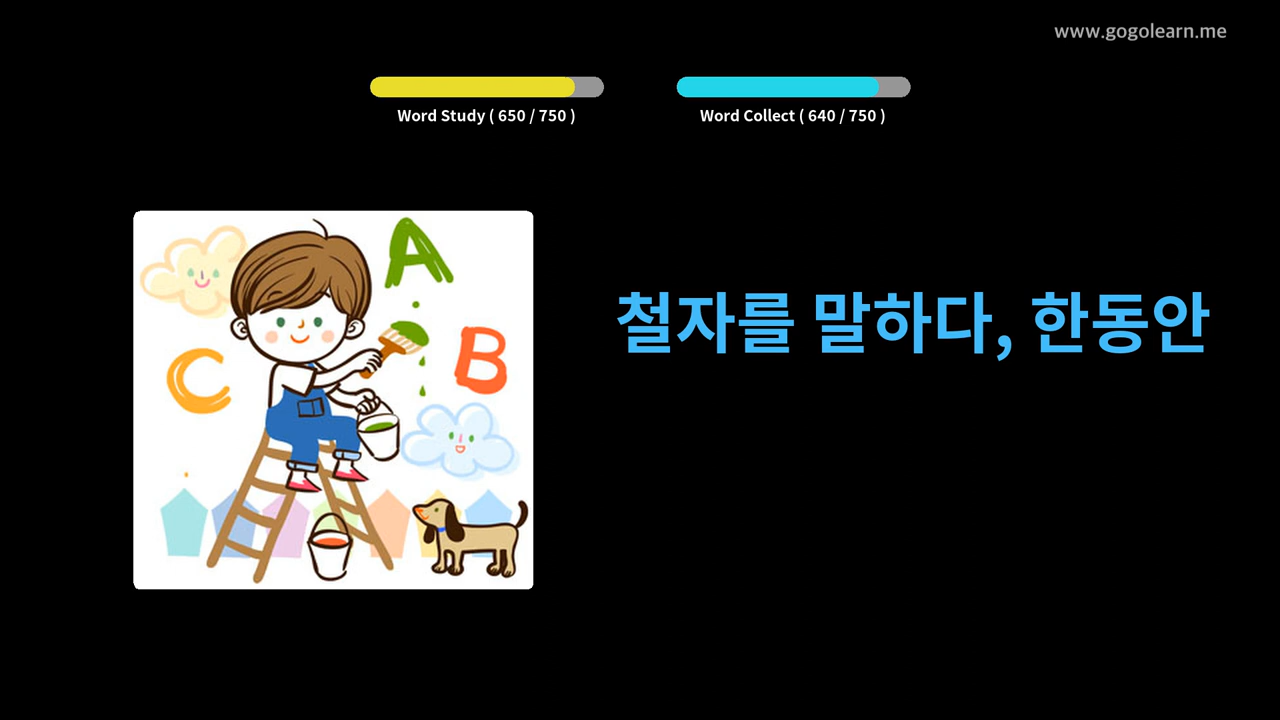 www.gogolearn.me
Word Study ( 650 / 750 )
Word Collect ( 640 / 750 )
A
B
C
철자를 말하다, 한동안